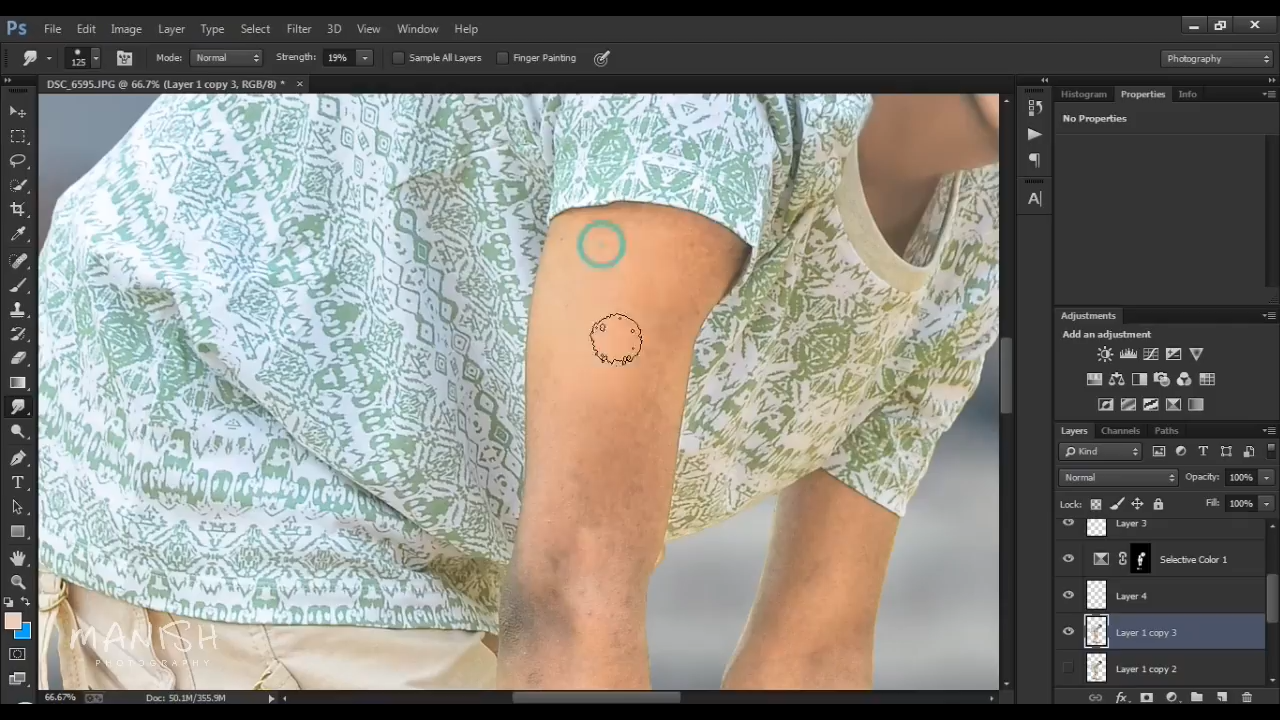 Ps File Edit Image Layer Type Select Filter 3D View Window Help
125 Mode: Normal Strength: 19% Sample All Layers Finger Painting Photography
DSC_6595.JPG @ 66.7% (Layer 1 copy 3, RGB/8) *
Histogram Properties Info
No Properties
Adjustments
Add an adjustment
Layers Channels Paths
Kind
Normal Opacity: 100%
Lock: Fill: 100%
Layer 3
Selective Color 1
Layer 4
Layer 1 copy 3
Layer 1 copy 2
MANISH
PHOTOGRAPHY
66.67% Doc: 50.1M/355.9M